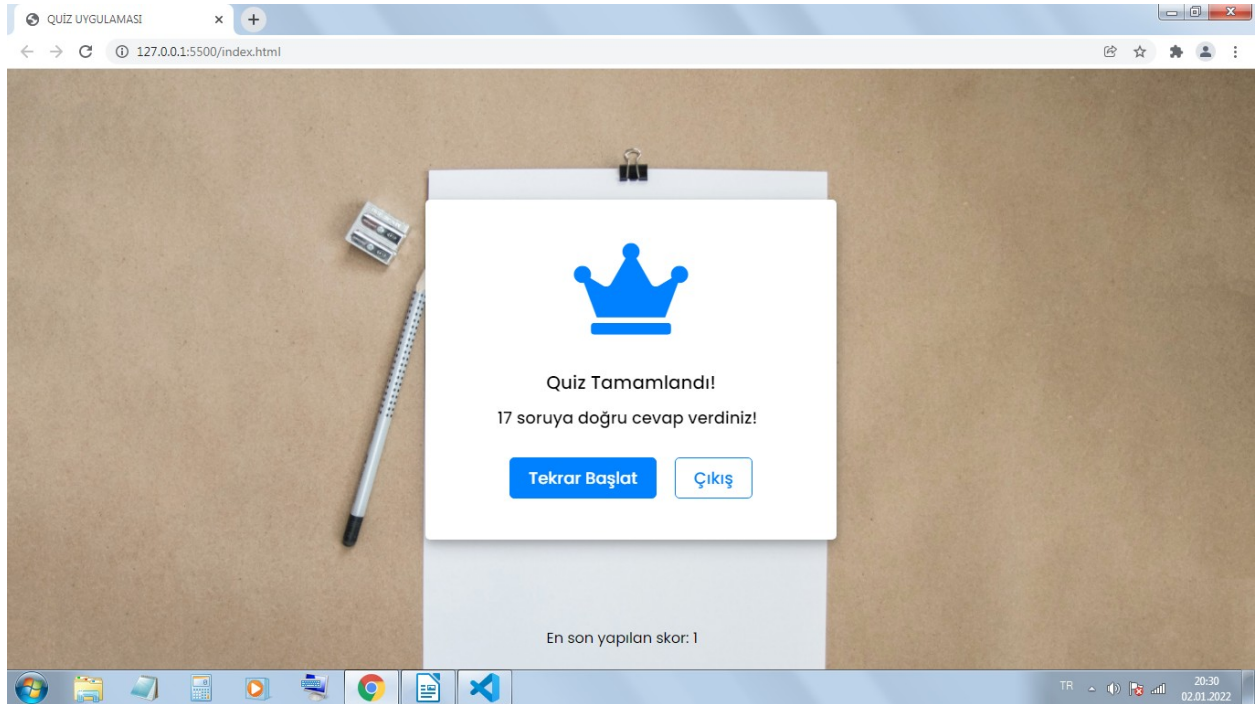 QUİZ UYGULAMASI
127.0.0.1:5500/index.html
Quiz Tamamlandı!
17 soruya doğru cevap verdiniz!
Tekrar Başlat Çıkış
En son yapılan skor: 1
TR 20:30
02.01.2022